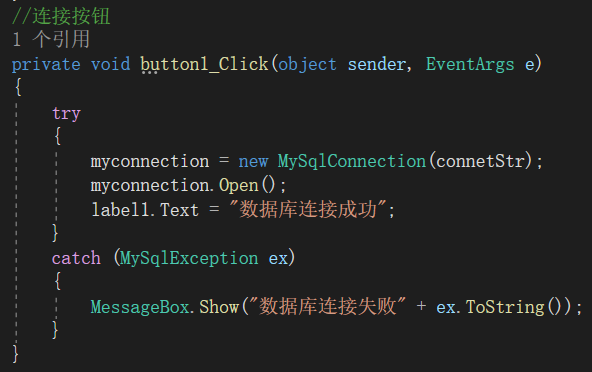 //连接按钮
1 个引用
private void button1_Click(object sender, EventArgs e)
{
try
{
myconnection = new MySqlConnection(connetStr);
myconnection.Open();
label1.Text = "数据库连接成功";
}
catch (MySqlException ex)
{
MessageBox.Show("数据库连接失败" + ex.ToString());
}
}